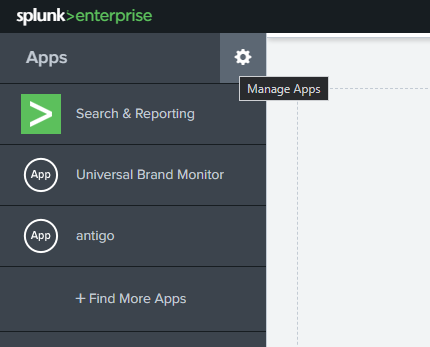 splunk>enterprise
Apps
Manage Apps
> Search & Reporting
App Universal Brand Monitor
App antigo
+ Find More Apps